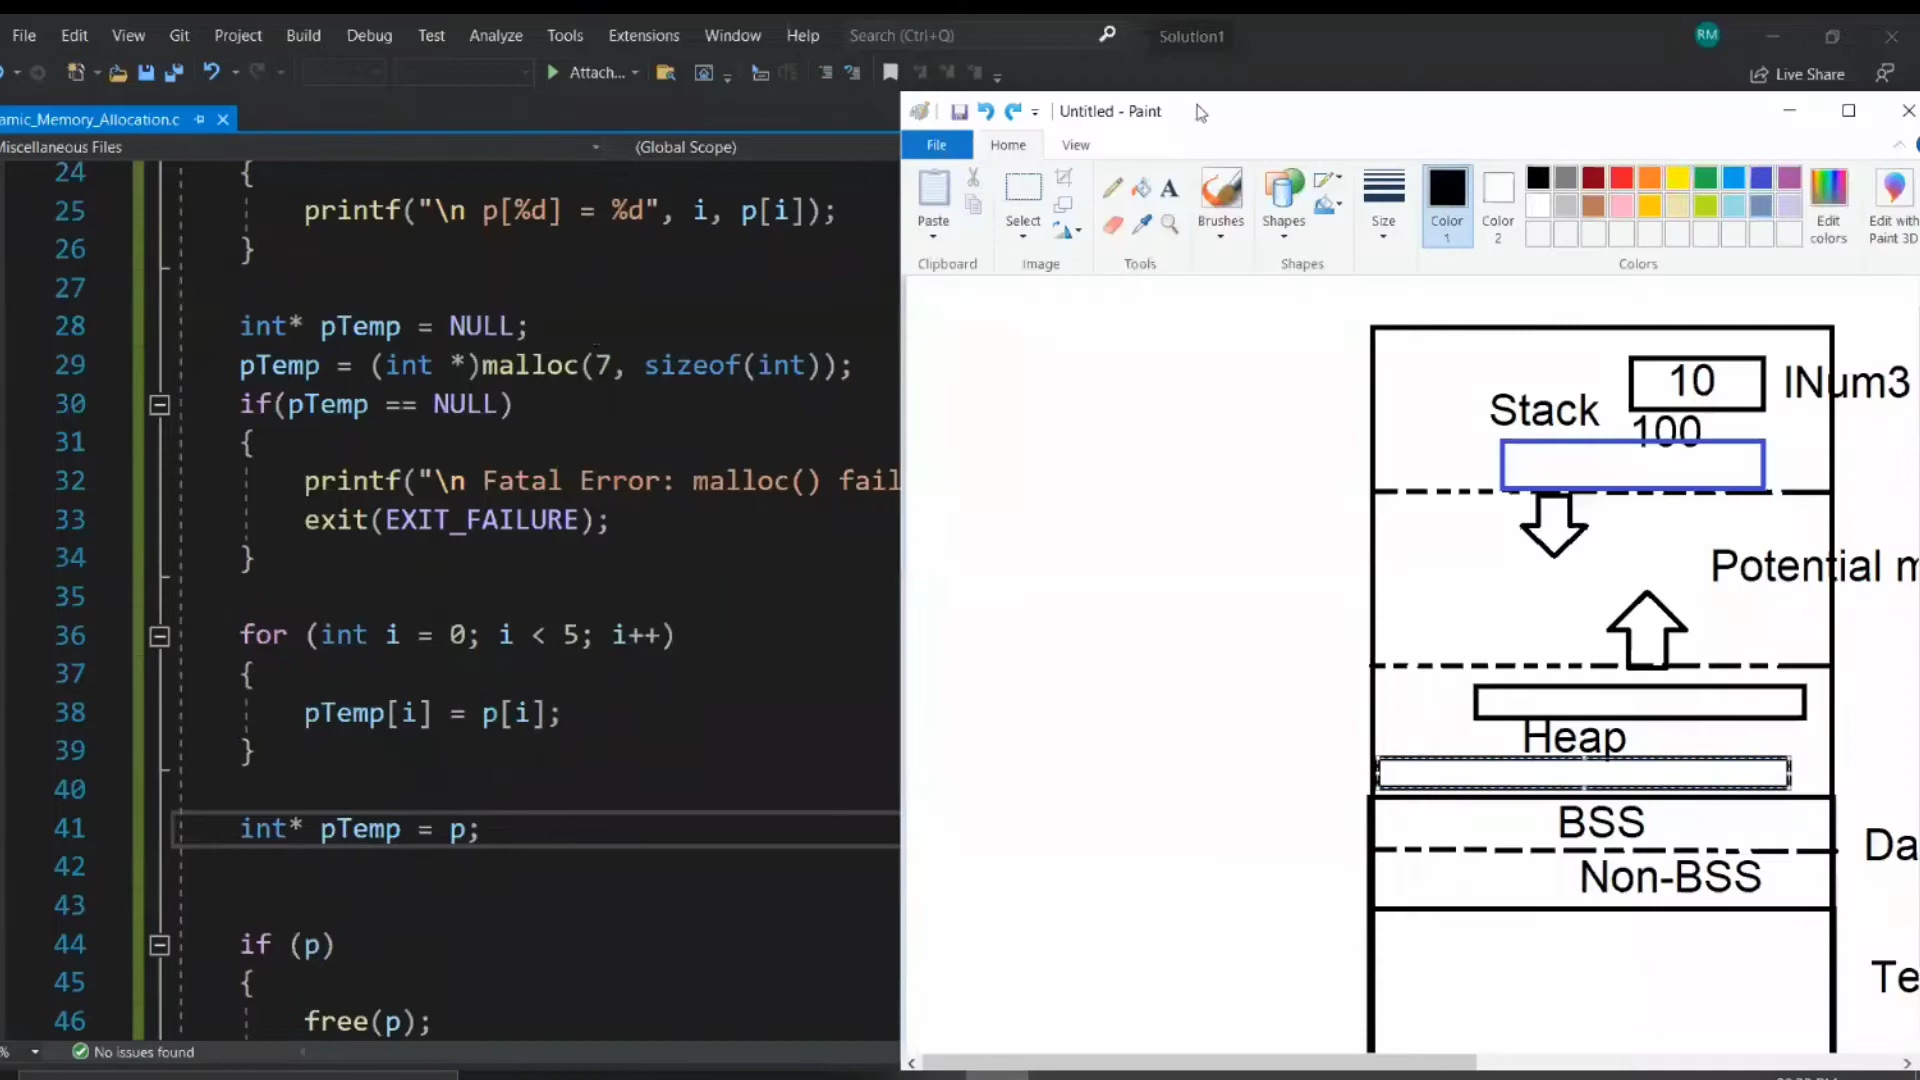 File Edit View Git Project Build Debug Test Analyze Tools Extensions Window Help Search (Ctrl+Q) Solution1 RM
Attach... Live Share
amic_Memory_Allocation.c
Miscellaneous Files (Global Scope)
24 {
25 printf("\n p[%d] = %d", i, p[i]);
26 }
27
28 int* pTemp = NULL;
29 pTemp = (int *)malloc(7, sizeof(int));
30 if(pTemp == NULL)
31 {
32 printf("\n Fatal Error: malloc() fail
33 exit(EXIT_FAILURE);
34 }
35
36 for (int i = 0; i < 5; i++)
37 {
38 pTemp[i] = p[i];
39 }
40
41 int* pTemp = p;
42
43
44 if (p)
45 {
46 free(p);
% No issues found
Untitled - Paint
File Home View
Paste Select Brushes Shapes Size Color 1 Color 2 Edit colors Edit with Paint 3D
Clipboard Image Tools Shapes Colors
10 INum3
Stack
100
Potential m
Heap
BSS
Da
Non-BSS
Te